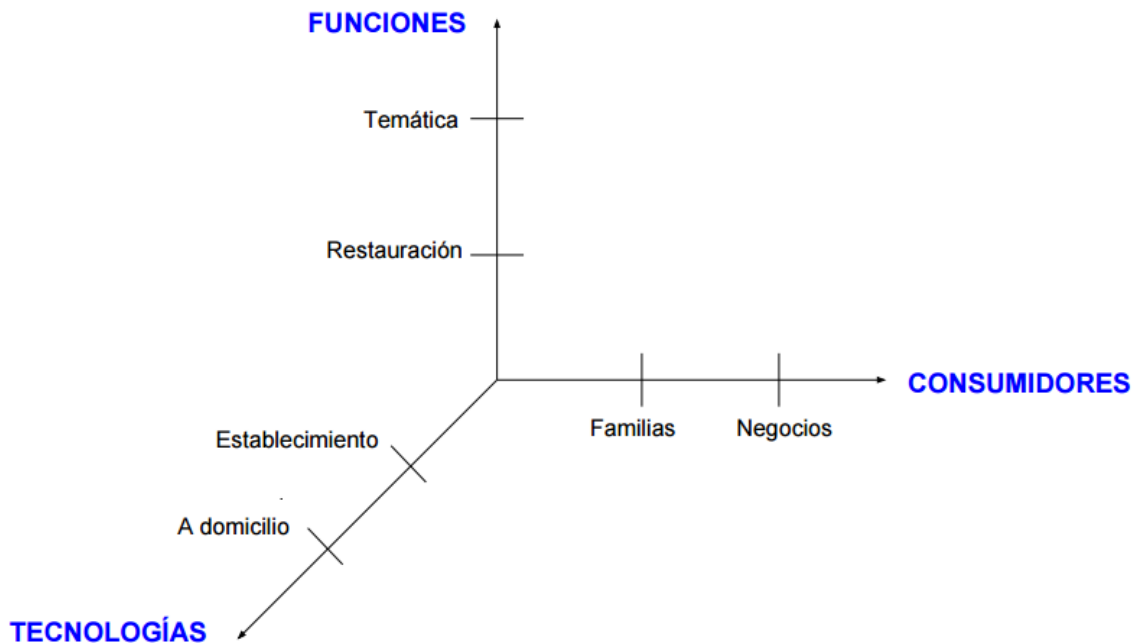 FUNCIONES
Temática
Restauración
CONSUMIDORES
Familias
Negocios
Establecimiento
A domicilio
TECNOLOGÍAS